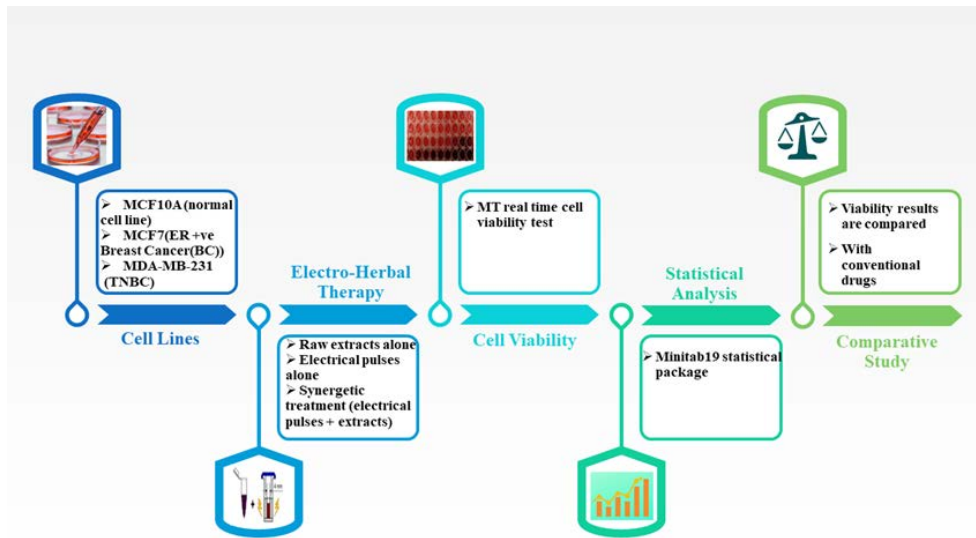 ➢ MCF10A (normal
cell line)
➢ MCF7(ER +ve
Breast Cancer(BC))
➢ MDA-MB-231
(TNBC)
Cell Lines
Electro-Herbal
Therapy
➢ Raw extracts alone
➢ Electrical pulses
alone
➢ Synergetic
treatment (electrical
pulses + extracts)
➢ MT real time cell
viability test
Cell Viability
Statistical
Analysis
➢ Minitab19 statistical
package
➢ Viability results
are compared
➢ With
conventional
drugs
Comparative
Study